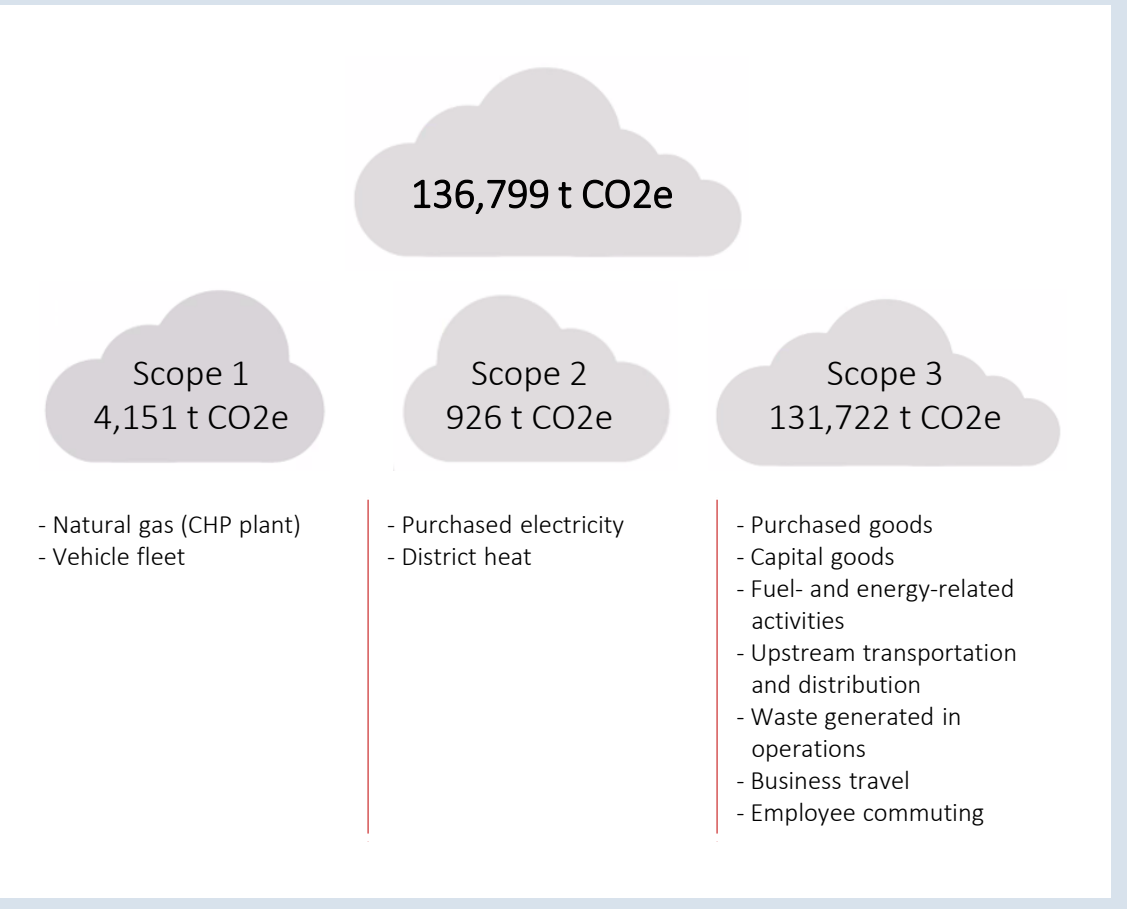 136,799 t CO2e
Scope 1
4,151 t CO2e
Scope 2
926 t CO2e
Scope 3
131,722 t CO2e
- Natural gas (CHP plant)
- Vehicle fleet
- Purchased electricity
- District heat
- Purchased goods
- Capital goods
- Fuel- and energy-related
activities
- Upstream transportation
and distribution
- Waste generated in
operations
- Business travel
- Employee commuting